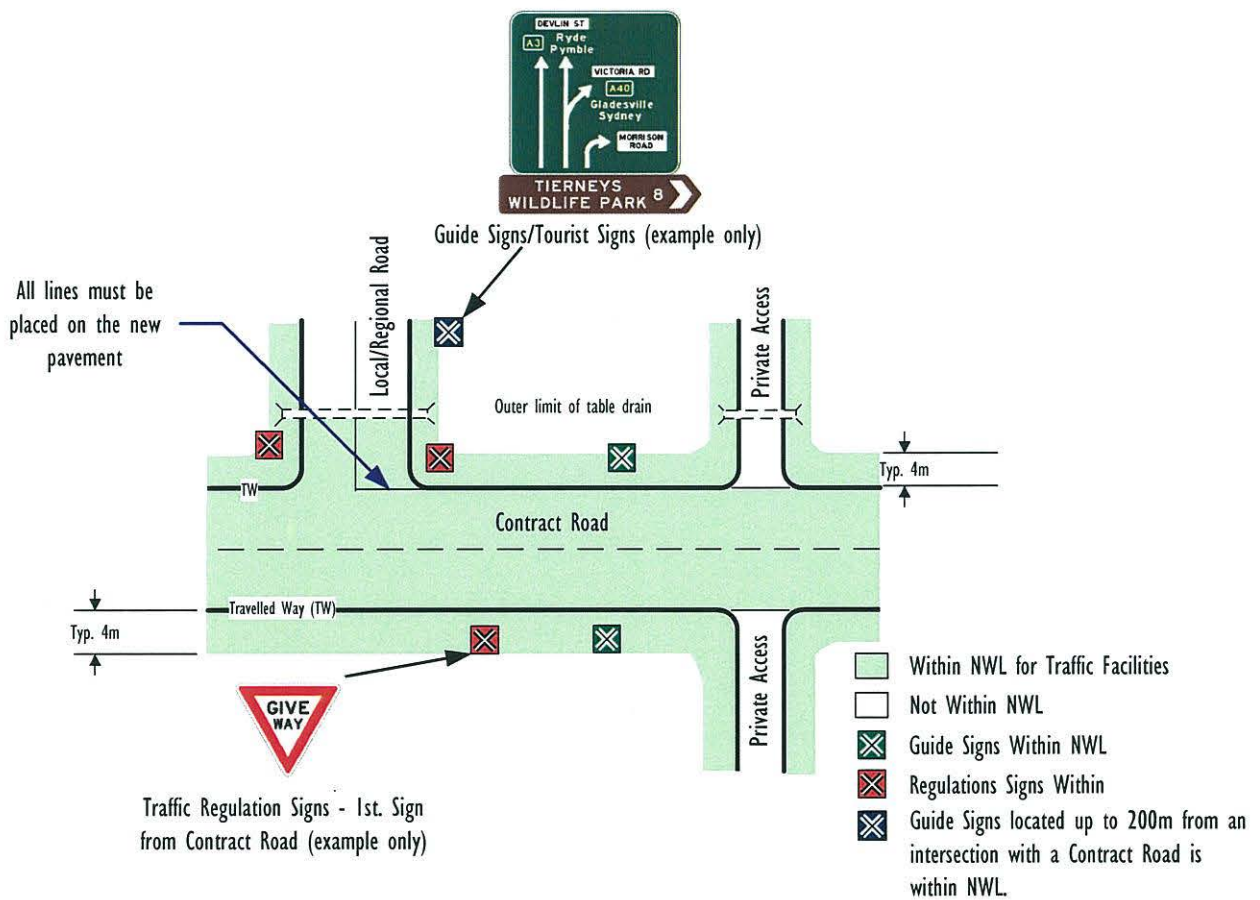 DEVLIN ST
A3 Ryde
Pymble
VICTORIA RD
A40
Gladesville
Sydney
MORRISON
ROAD
TIERNEYS
WILDLIFE PARK 8
Guide Signs/Tourist Signs (example only)
All lines must be
placed on the new
pavement
Local/Regional Road
Private Access
Outer limit of table drain
Typ. 4m
TW
Contract Road
Travelled Way (TW)
Typ. 4m
Private Access
GIVE
WAY
Traffic Regulation Signs - 1st. Sign
from Contract Road (example only)
Within NWL for Traffic Facilities
Not Within NWL
Guide Signs Within NWL
Regulations Signs Within
Guide Signs located up to 200m from an
intersection with a Contract Road is
within NWL.